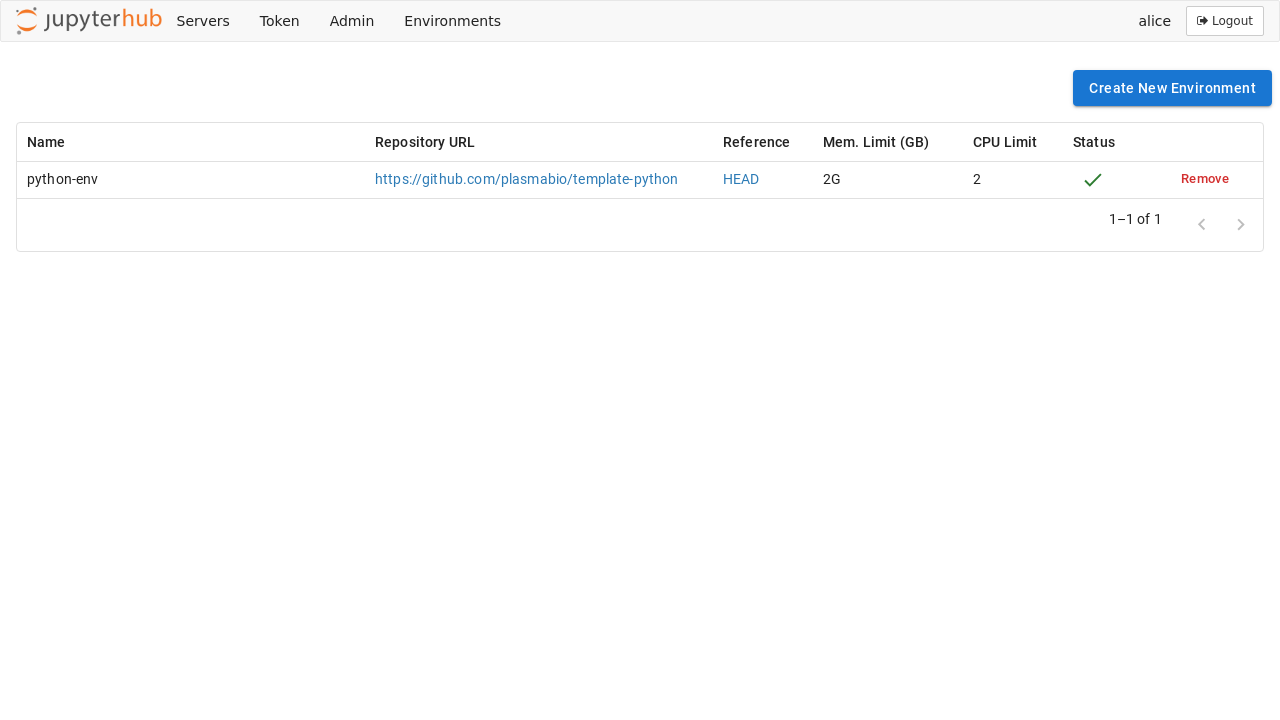 jupyterhub Servers Token Admin Environments alice Logout
Create New Environment
Name Repository URL Reference Mem. Limit (GB) CPU Limit Status
python-env https://github.com/plasmabio/template-python HEAD 2G 2 Remove
1–1 of 1